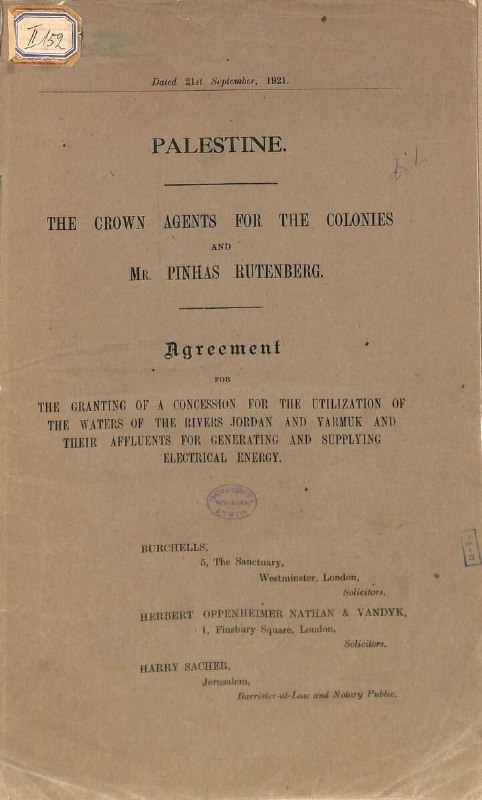 II 152
Dated 21st September, 1921.
PALESTINE.
THE CROWN AGENTS FOR THE COLONIES
AND
MR. PINHAS RUTENBERG.
Agreement
FOR
THE GRANTING OF A CONCESSION FOR THE UTILIZATION OF
THE WATERS OF THE RIVERS JORDAN AND YARMUK AND
THEIR AFFLUENTS FOR GENERATING AND SUPPLYING
ELECTRICAL ENERGY.
BURCHELLS,
5, The Sanctuary,
Westminster, London,
Solicitors.
HERBERT OPPENHEIMER NATHAN & VANDYK,
1, Finsbury Square, London,
Solicitors.
HARRY SACHER,
Jerusalem,
Barrister-at-Law and Notary Public.